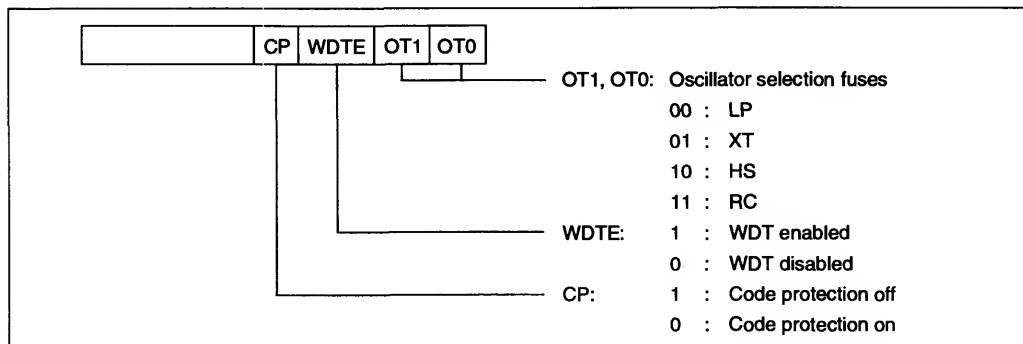 CP WDTE OT1 OT0
OT1, OT0: Oscillator selection fuses
00 : LP
01 : XT
10 : HS
11 : RC
WDTE: 1 : WDT enabled
0 : WDT disabled
CP: 1 : Code protection off
0 : Code protection on